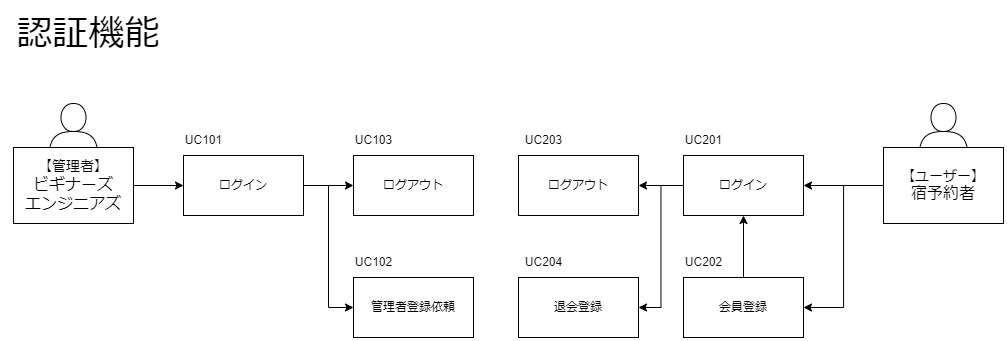 認証機能
【管理者】
ビギナーズ
エンジニアズ
UC101
ログイン
UC103
ログアウト
UC102
管理者登録依頼
UC203
ログアウト
UC201
ログイン
UC204
退会登録
UC202
会員登録
【ユーザー】
宿予約者